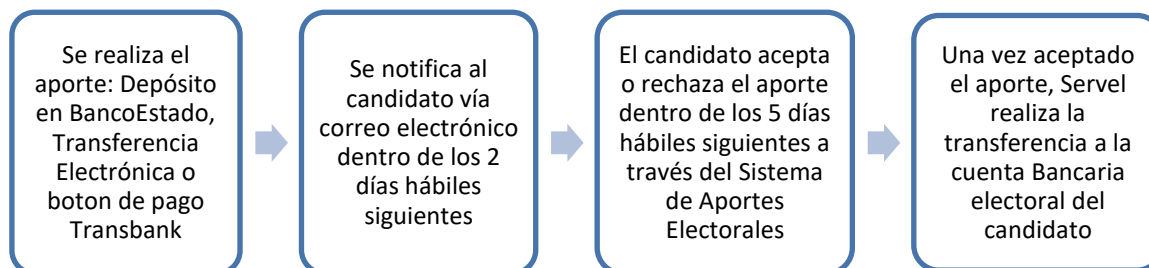 Se realiza el
aporte: Depósito
en BancoEstado,
Transferencia
Electrónica o
boton de pago
Transbank
Se notifica al
candidato vía
correo electrónico
dentro de los 2
días hábiles
siguientes
El candidato acepta
o rechaza el aporte
dentro de los 5 días
hábiles siguientes a
través del Sistema
de Aportes
Electorales
Una vez aceptado
el aporte, Servel
realiza la
transferencia a la
cuenta Bancaria
electoral del
candidato